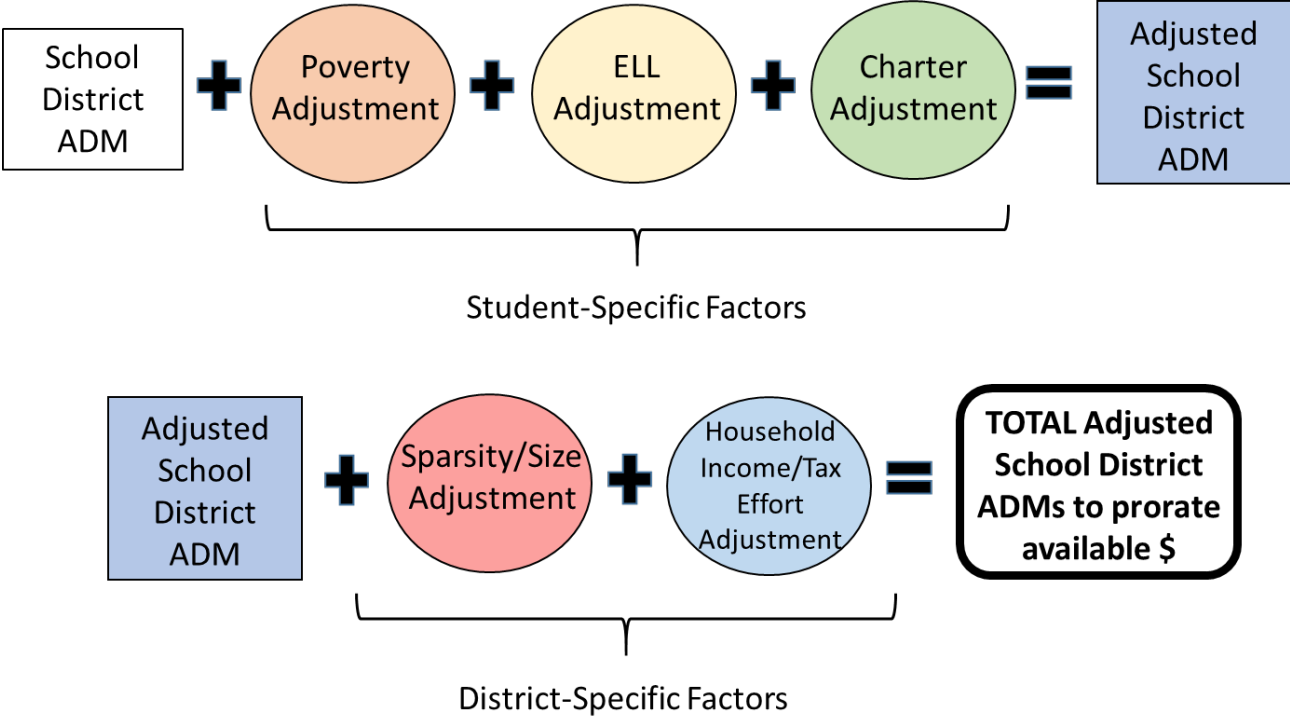 School
District
ADM
+
Poverty
Adjustment
+
ELL
Adjustment
+
Charter
Adjustment
=
Adjusted
School
District
ADM
Student-Specific Factors
Adjusted
School
District
ADM
+
Sparsity/Size
Adjustment
+
Household
Income/Tax
Effort
Adjustment
=
TOTAL Adjusted
School District
ADMs to prorate
available $
District-Specific Factors